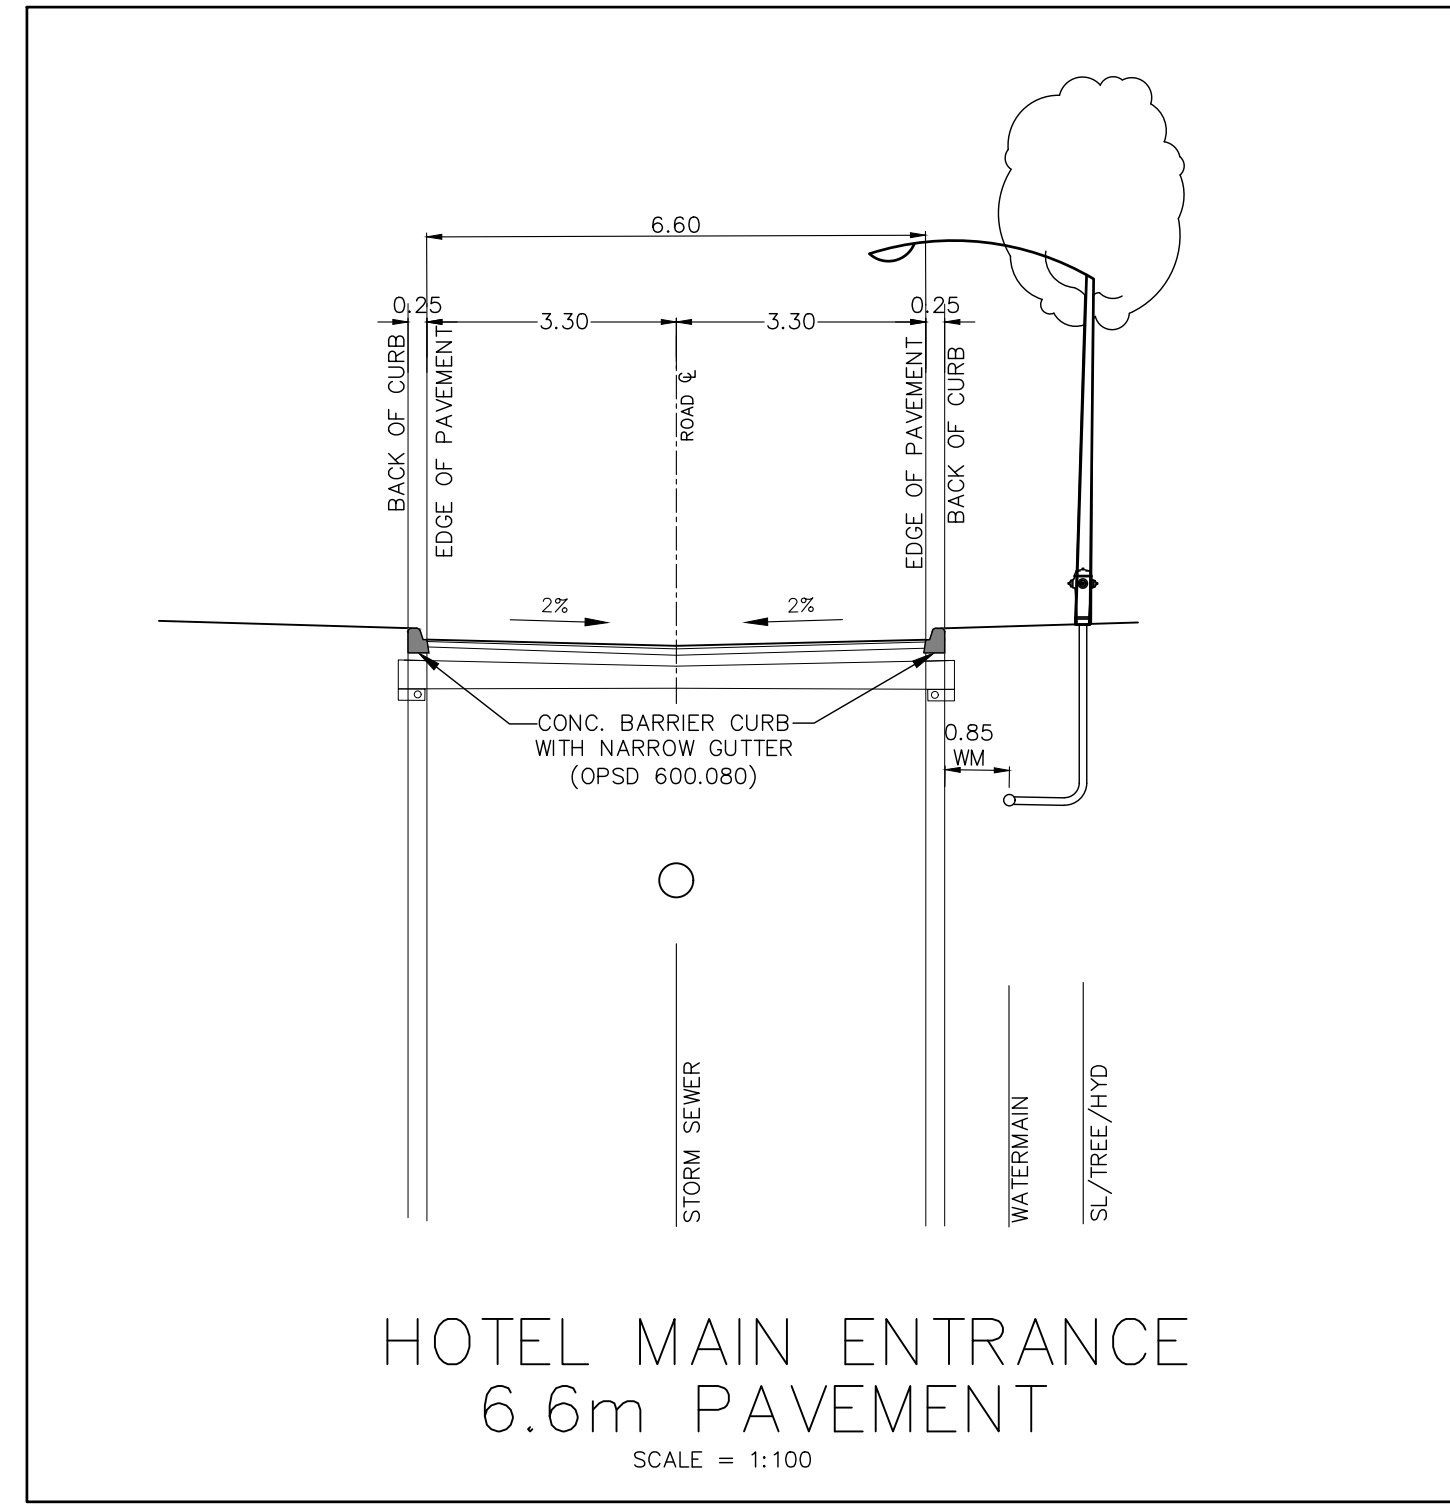 6.60
0.25
3.30
3.30
0.25
BACK OF CURB
EDGE OF PAVEMENT
ROAD ℄
EDGE OF PAVEMENT
BACK OF CURB
2%
2%
CONC. BARRIER CURB
WITH NARROW GUTTER
(OPSD 600.080)
0.85
WM
STORM SEWER
WATERMAIN
SL/TREE/HYD
HOTEL MAIN ENTRANCE
6.6m PAVEMENT
SCALE = 1:100